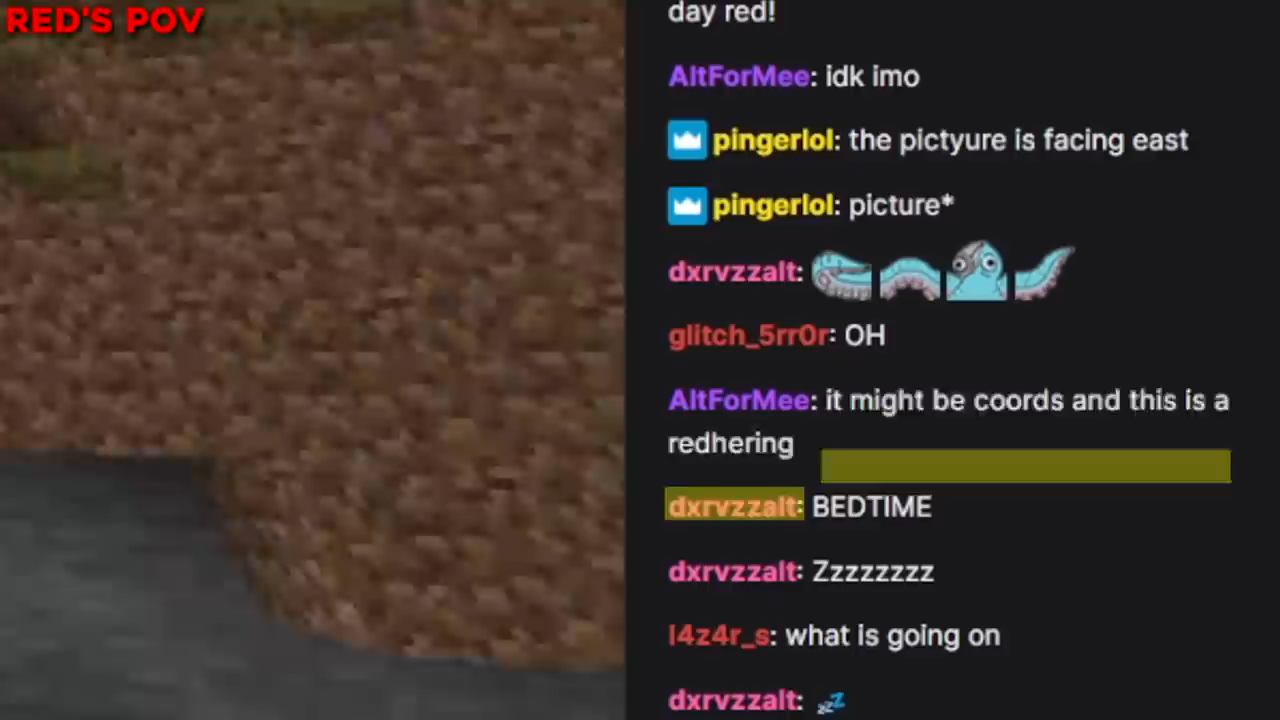 RED'S POV
day red!
AltForMee: idk imo
pingerlol: the pictyure is facing east
pingerlol: picture*
dxrvzzalt:
glitch_5rr0r: OH
AltForMee: it might be coords and this is a
redhering
dxrvzzalt: BEDTIME
dxrvzzalt: Zzzzzzzz
l4z4r_s: what is going on
dxrvzzalt: 💤